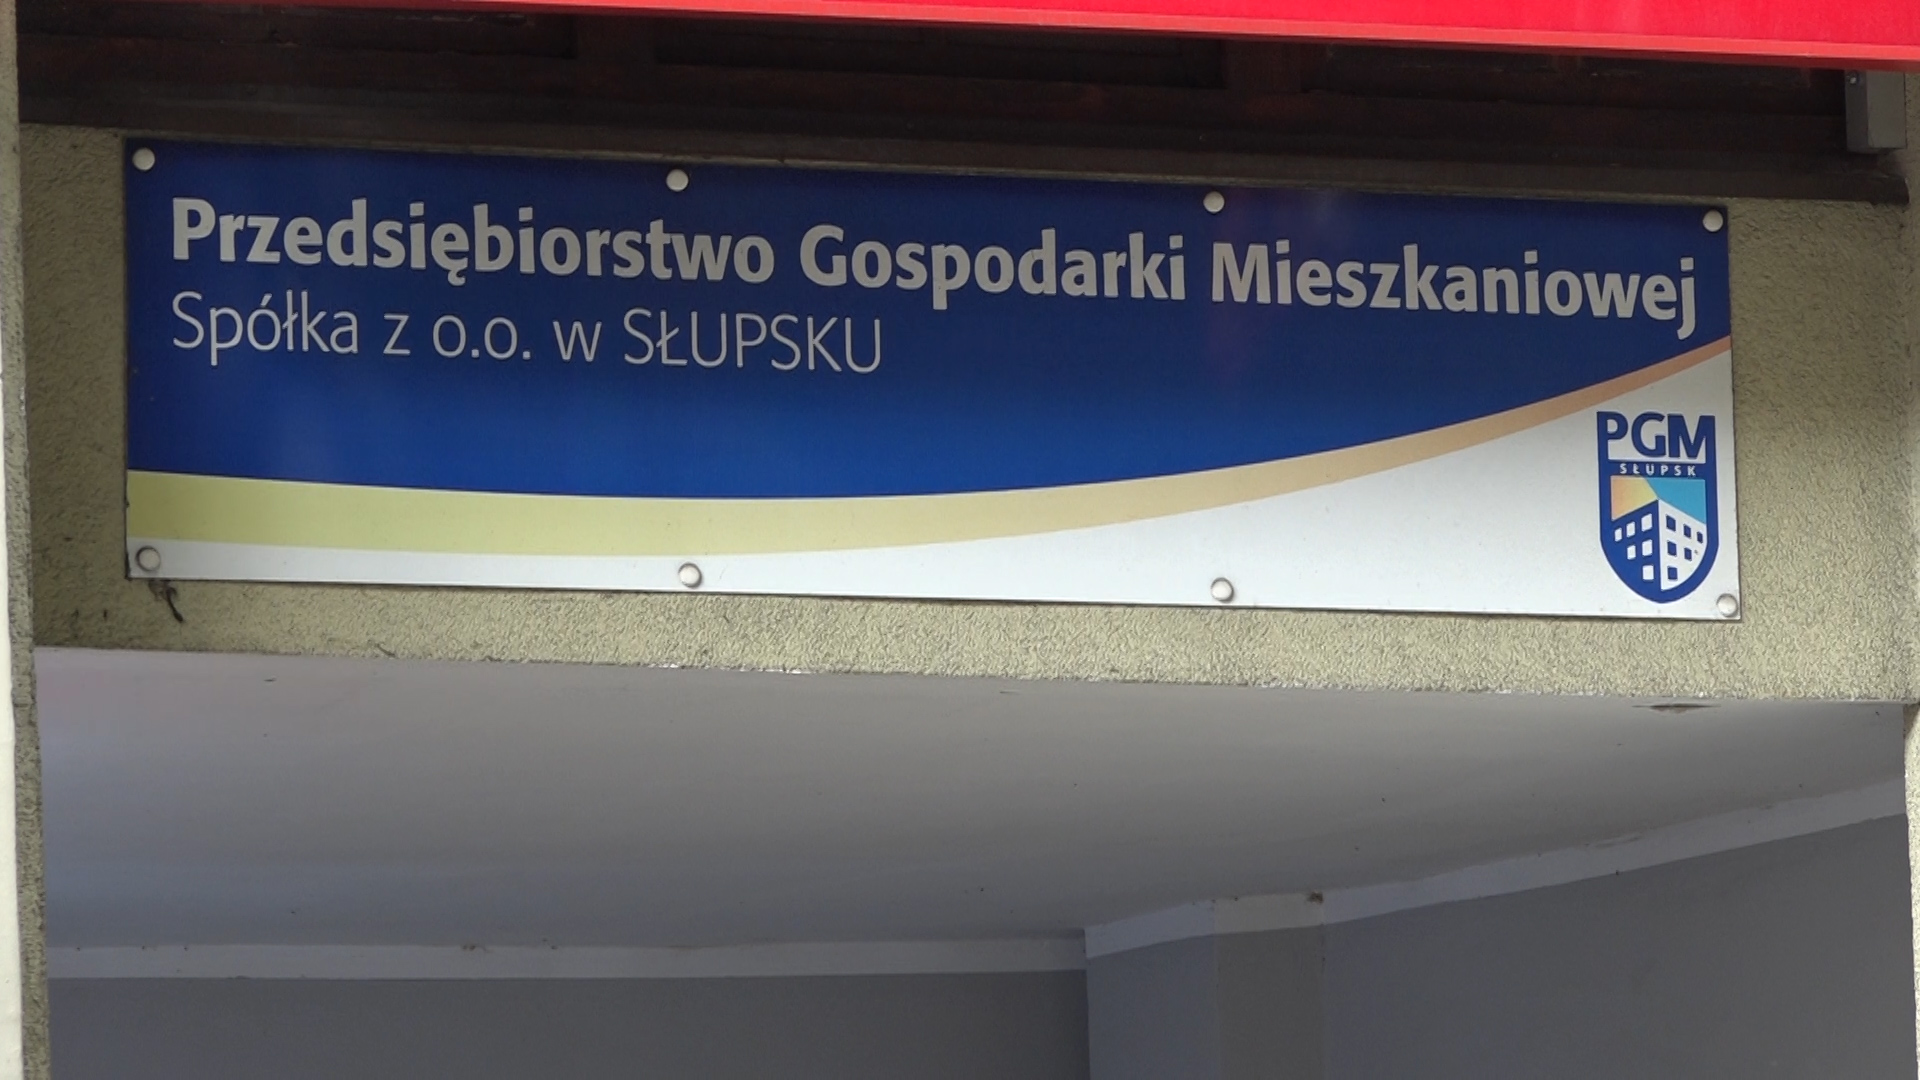 Przedsiębiorstwo Gospodarki Mieszkaniowej
Spółka z o.o. w SŁUPSKU
PGM
SŁUPSK